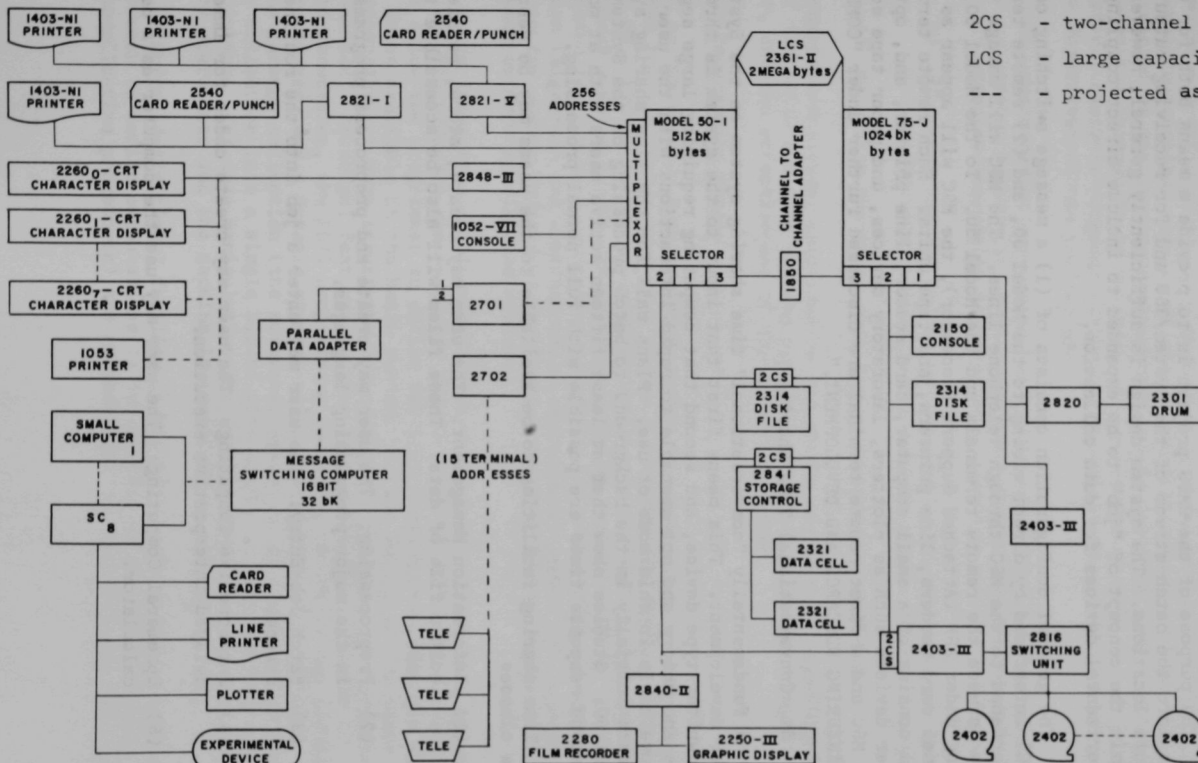 1403-N1
PRINTER
1403-N1
PRINTER
1403-N1
PRINTER
2540
CARD READER/PUNCH
1403-N1
PRINTER
2540
CARD READER/PUNCH
2821-I
2821-V
256
ADDRESSES
MULTIPLEXOR
LCS
2361-II
2MEGA bytes
MODEL 50-I
512 bK
bytes
SELECTOR
2 1 3
CHANNEL TO
CHANNEL ADAPTER
1850
MODEL 75-J
1024 bK
bytes
SELECTOR
3 2 1
2CS - two-channel
LCS - large capaci
---- projected as
2260₀-CRT
CHARACTER DISPLAY
2260₁-CRT
CHARACTER DISPLAY
2260₇-CRT
CHARACTER DISPLAY
1053
PRINTER
2848-III
1052-VII
CONSOLE
2
2701
2702
PARALLEL
DATA ADAPTER
SMALL
COMPUTER
1
SC
8
MESSAGE
SWITCHING COMPUTER
16 BIT
32 bK
(15 TERMINAL)
ADDRESSES
CARD
READER
LINE
PRINTER
PLOTTER
EXPERIMENTAL
DEVICE
TELE
TELE
TELE
2CS
2314
DISK
FILE
2CS
2841
STORAGE
CONTROL
2321
DATA CELL
2321
DATA CELL
2150
CONSOLE
2314
DISK
FILE
2820
2301
DRUM
2403-III
2CS
2403-III
2816
SWITCHING
UNIT
2840-II
2280
FILM RECORDER
2250-III
GRAPHIC DISPLAY
2402
2402
2402